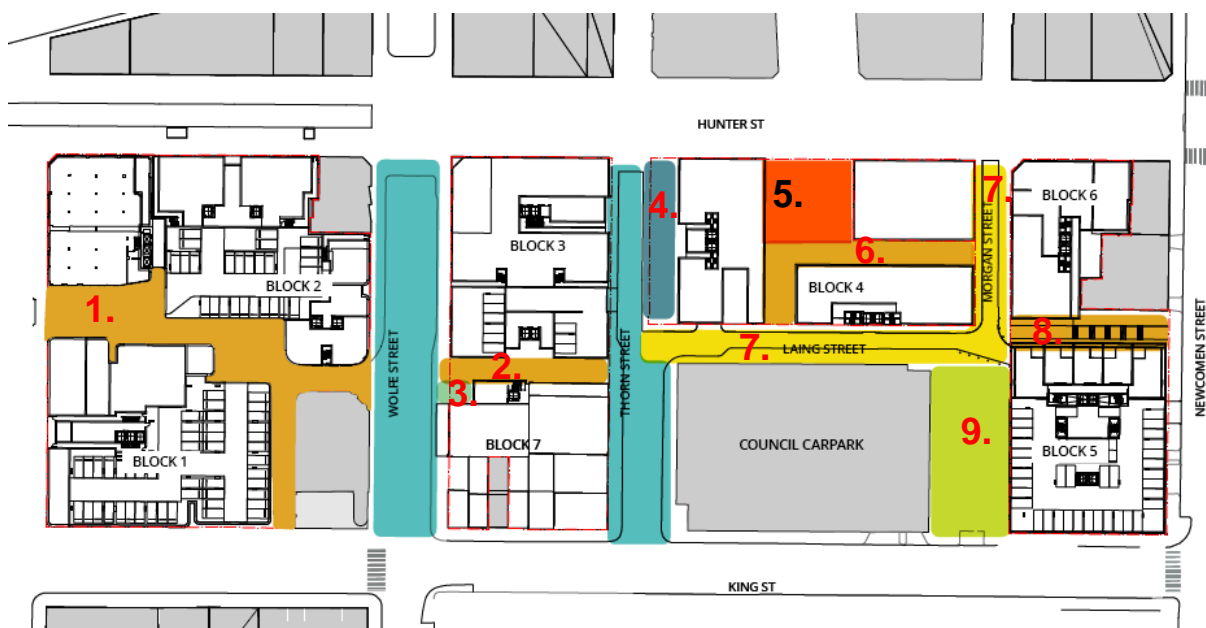 HUNTER ST
4.
5.
7.
BLOCK 6
BLOCK 3
6.
MORGAN STREET
BLOCK 2
BLOCK 4
1.
8.
7.
LAING STREET
NEWCOMEN STREET
2.
WOLFE STREET
THORN STREET
3.
9.
BLOCK 7
COUNCIL CARPARK
BLOCK 5
BLOCK 1
KING ST